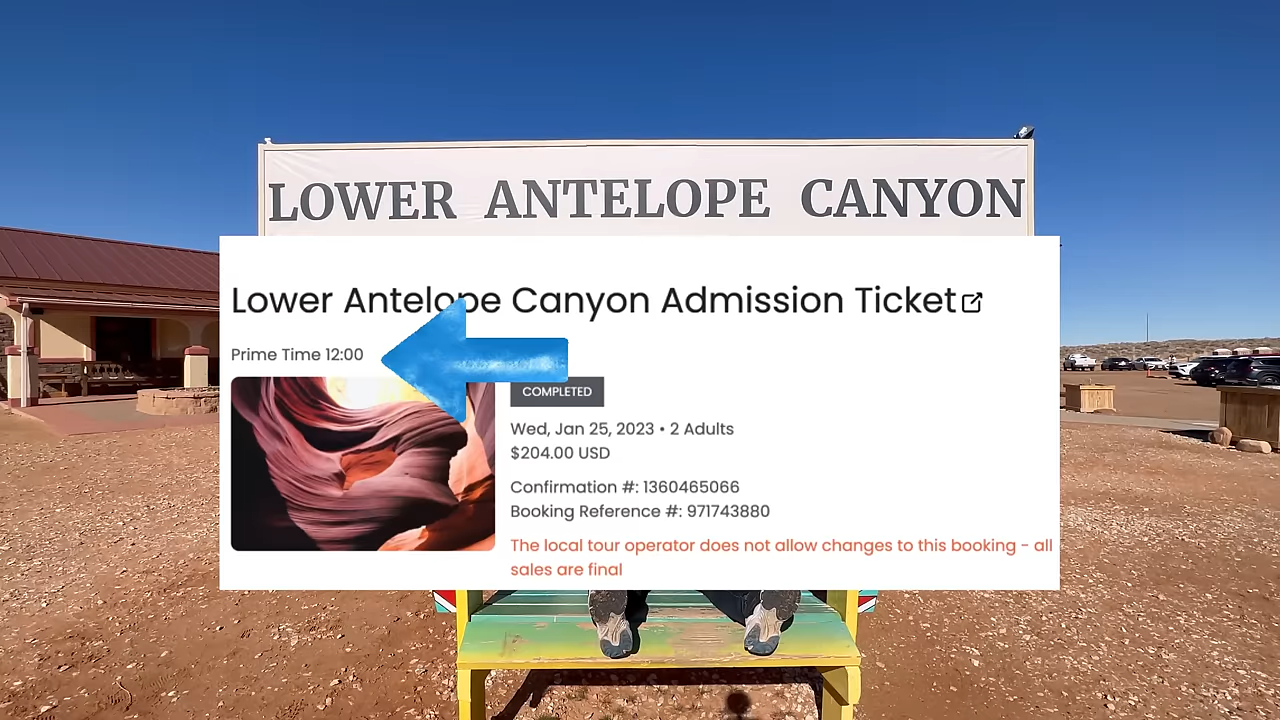 LOWER ANTELOPE CANYON
Lower Antelope Canyon Admission Ticket
Prime Time 12:00
COMPLETED
Wed, Jan 25, 2023 • 2 Adults
$204.00 USD
Confirmation #: 1360465066
Booking Reference #: 971743880
The local tour operator does not allow changes to this booking - all
sales are final